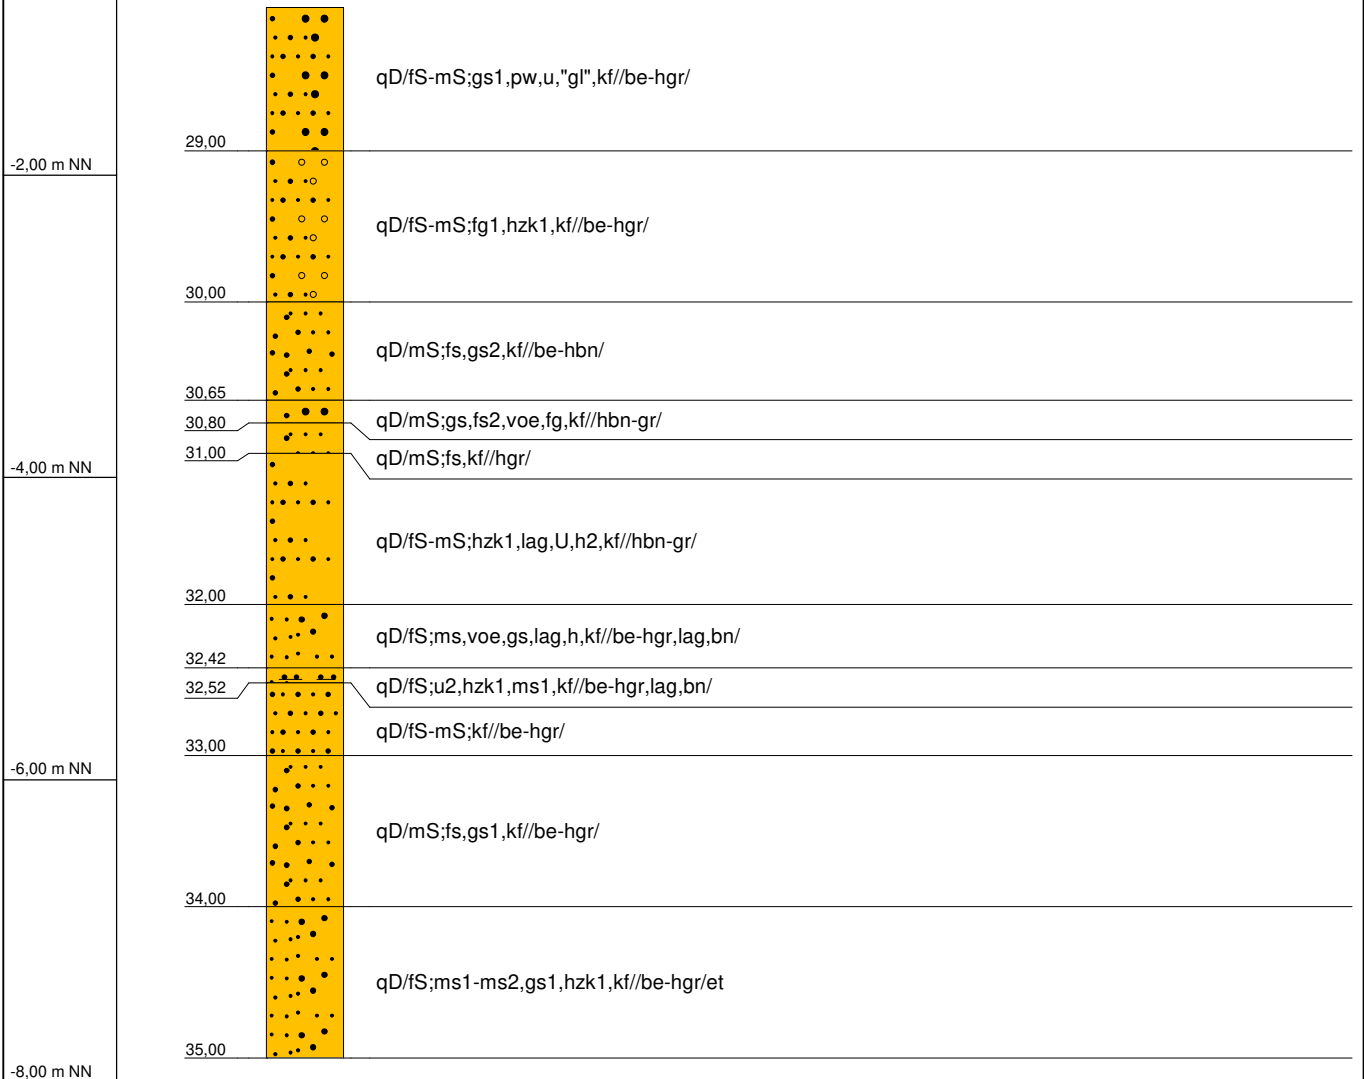 qD/fS-mS;gs1,pw,u,"gl",kf//be-hgr/
29,00
-2,00 m NN
qD/fS-mS;fg1,hzk1,kf//be-hgr/
30,00
qD/mS;fs,gs2,kf//be-hbn/
30,65
qD/mS;gs,fs2,voe,fg,kf//hbn-gr/
30,80
31,00
qD/mS;fs,kf//hgr/
-4,00 m NN
qD/fS-mS;hzk1,lag,U,h2,kf//hbn-gr/
32,00
qD/fS;ms,voe,gs,lag,h,kf//be-hgr,lag,bn/
32,42
32,52
qD/fS;u2,hzk1,ms1,kf//be-hgr,lag,bn/
qD/fS-mS;kf//be-hgr/
33,00
-6,00 m NN
qD/mS;fs,gs1,kf//be-hgr/
34,00
qD/fS;ms1-ms2,gs1,hzk1,kf//be-hgr/et
35,00
-8,00 m NN